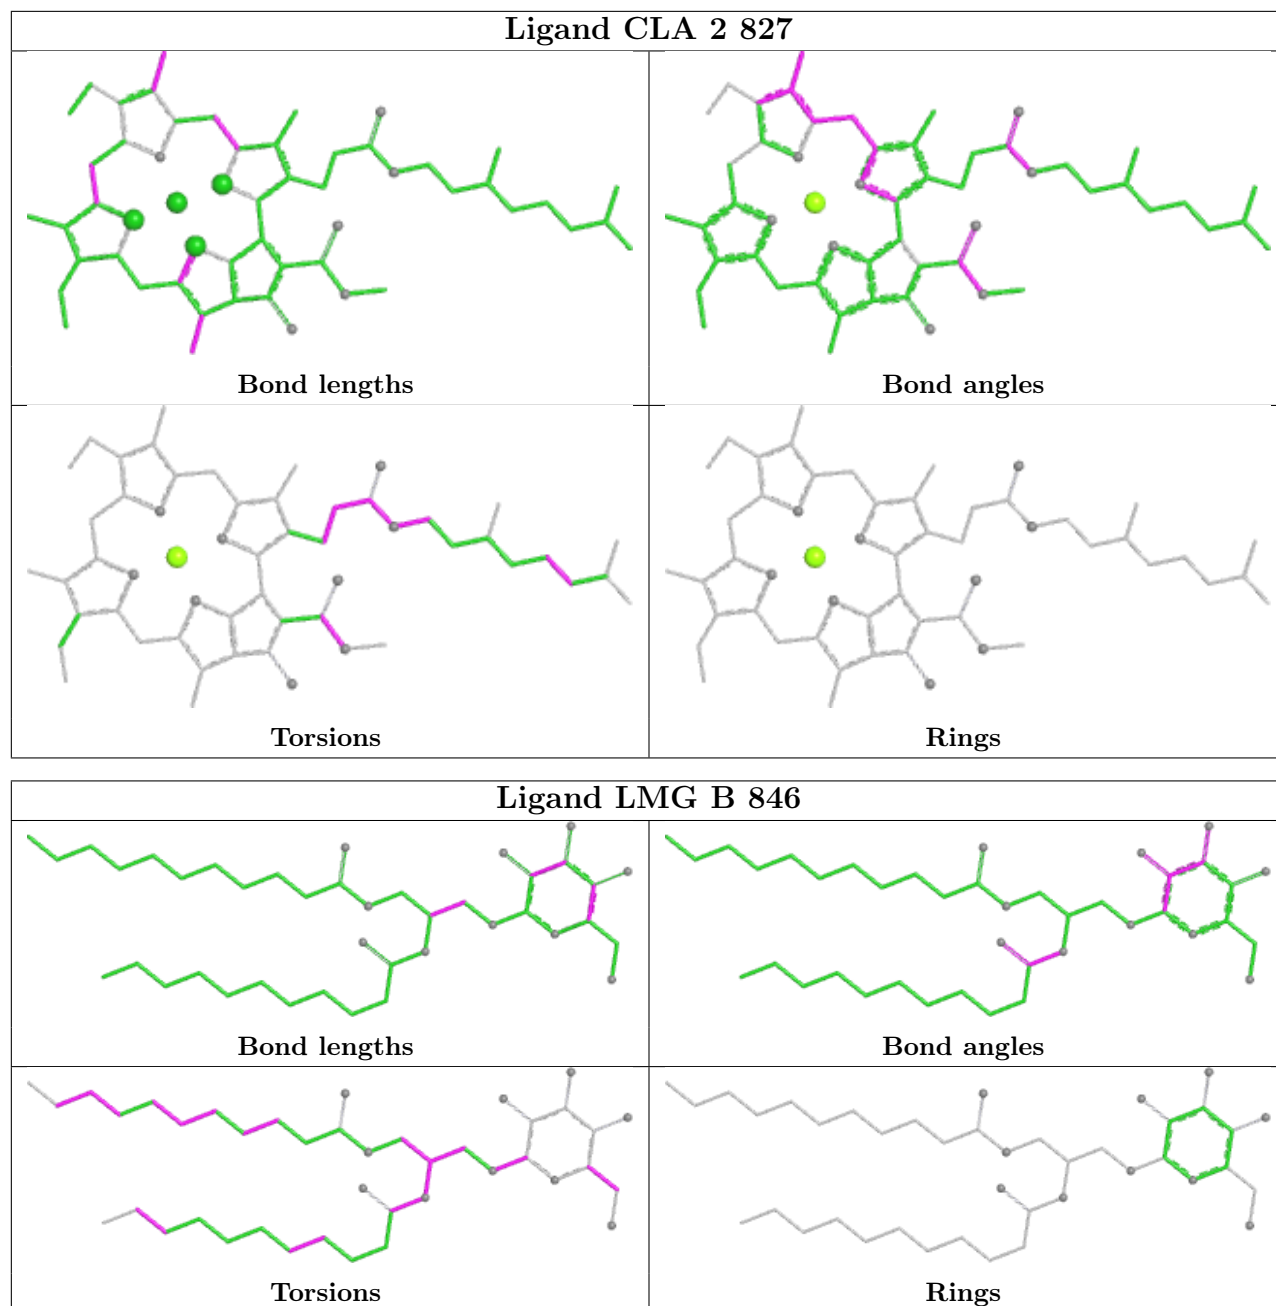 Ligand CLA 2 827
Bond lengths
Bond angles
Torsions
Rings
Ligand LMG B 846
Bond lengths
Bond angles
Torsions
Rings